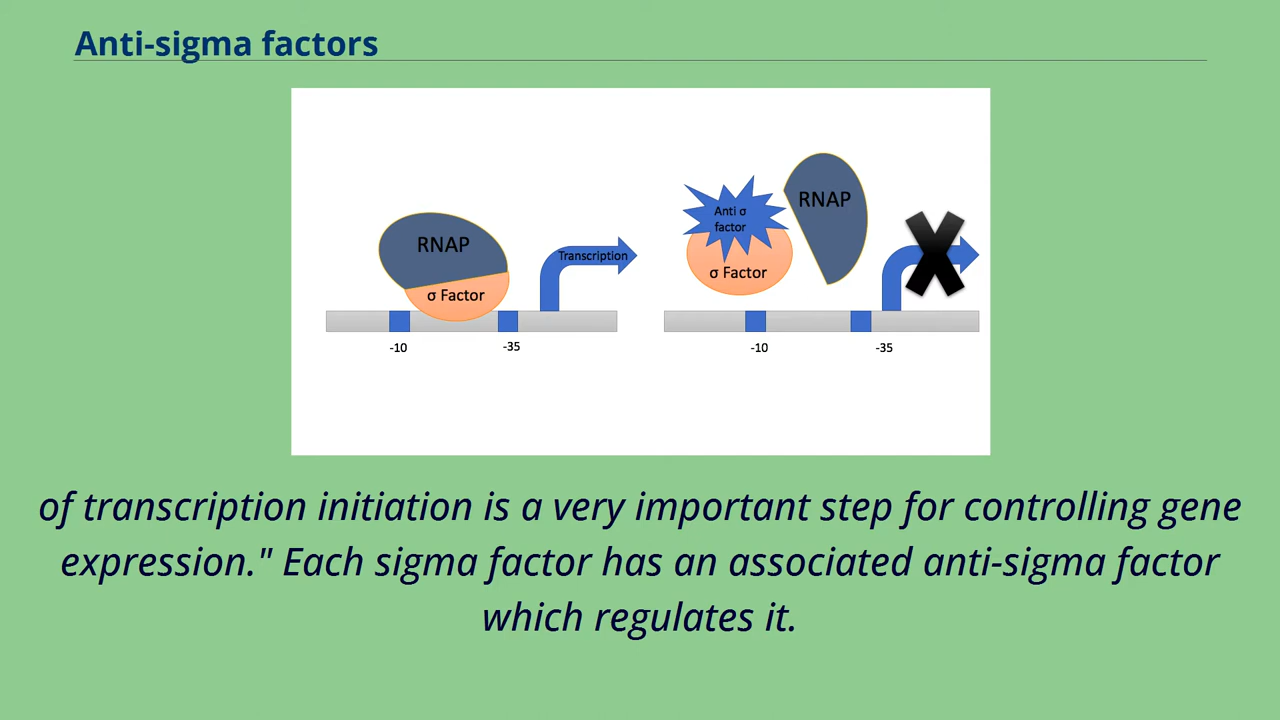 Anti-sigma factors
RNAP
σ Factor
Transcription
-10
-35
Anti σ
factor
σ Factor
RNAP
-10
-35
of transcription initiation is a very important step for controlling gene
expression." Each sigma factor has an associated anti-sigma factor
which regulates it.